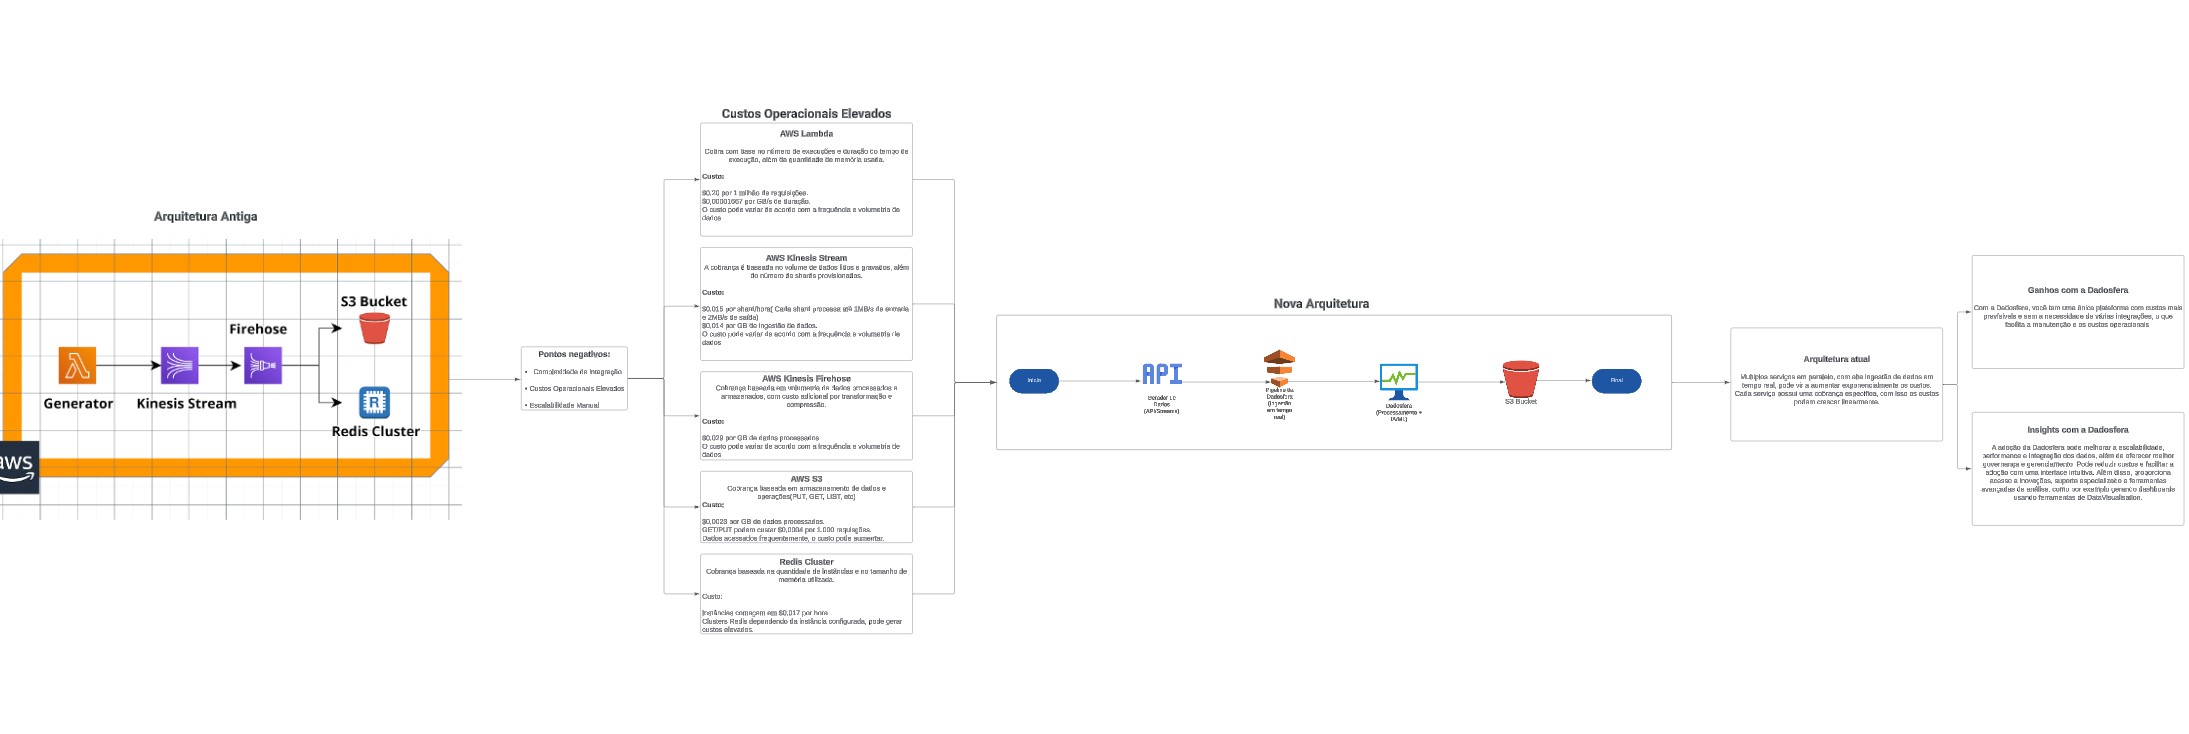 Arquitetura Antiga
S3 Bucket
Firehose
Generator
Kinesis Stream
Redis Cluster
aws
Pontos negativos:
• Complexidade de Integração
• Custos Operacionais Elevados
• Escalabilidade Manual
Custos Operacionais Elevados
AWS Lambda
Cobra com base no número de execuções e duração do tempo de
execução, além da quantidade de memória usada.
Custo:
$0,20 por 1 milhão de requisições.
$0,00001667 por GB/s de duração.
O custo pode variar de acordo com a frequência e volumetria de
dados
AWS Kinesis Stream
A cobrança é baseada no volume de dados lidos e gravados, além
do número de shards provisionados.
Custo:
$0,015 por shard/hora( Cada shard processa até 1MB/s de entrada
e 2MB/s de saída)
$0,014 por GB de ingestão de dados.
O custo pode variar de acordo com a frequência e volumetria de
dados
AWS Kinesis Firehose
Cobrança baseada em volumetria de dados processados e
armazenados, com custo adicional por transformação e
compressão.
Custo:
$0,029 por GB de dados processados
O custo pode variar de acordo com a frequência e volumetria de
dados
AWS S3
Cobrança baseada em armazenamento de dados e
operações(PUT, GET, LIST, etc)
Custo:
$0,0023 por GB de dados processados.
GET/PUT podem custar $0,0004 por 1.000 requisições.
Dados acessados frequentemente, o custo pode aumentar.
Redis Cluster
Cobrança baseada na quantidade de instâncias e no tamanho de
memória utilizada.
Custo:
Instâncias começam em $0,017 por hora
Clusters Redis dependendo da instância configurada, pode gerar
custos elevados.
Nova Arquitetura
Início
API
Gerador de
Dados
(API/Streams)
Pipeline da
Dadosfera
(Ingestão
em tempo
real)
Dadosfera
(Processamento +
IA/ML)
S3 Bucket
Final
Arquitetura atual
Multiplos serviços em paralelo, com alta ingestão de dados em
tempo real, pode vir a aumentar exponencialmente os custos.
Cada serviço possui uma cobrança específica, com isso os custos
podem crescer linearmente.
Ganhos com a Dadosfera
Com a Dadosfera, você tem uma única plataforma com custos mais
previsíveis e sem a necessidade de várias integrações, o que
facilita a manutenção e os custos operacionais
Insights com a Dadosfera
A adoção da Dadosfera pode melhorar a escalabilidade,
performance e integração dos dados, além de oferecer melhor
governança e gerenciamento. Pode reduzir custos e facilitar a
adoção com uma interface intuitiva. Além disso, proporciona
acesso a inovações, suporte especializado e ferramentas
avançadas de análise, como por exemplo gerando dashboards
usando ferramentas de DataVisualisation.